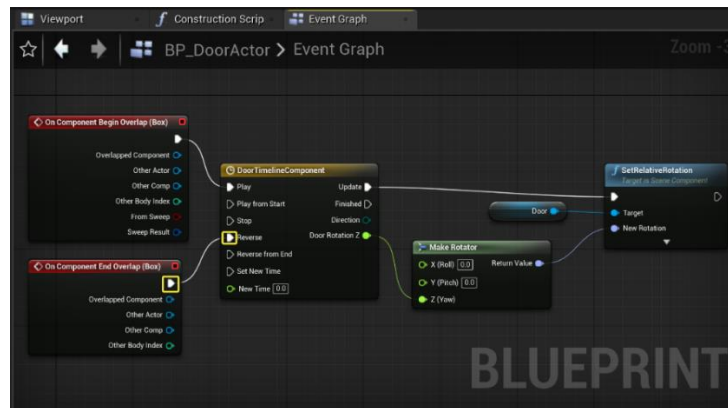 Viewport
Construction Scrip
Event Graph
BP_DoorActor > Event Graph
Zoom -3
On Component Begin Overlap (Box)
Overlapped Component
Other Actor
Other Comp
Other Body Index
From Sweep
Sweep Result
On Component End Overlap (Box)
Overlapped Component
Other Actor
Other Comp
Other Body Index
DoorTimelineComponent
Play
Update
Play from Start
Finished
Stop
Direction
Reverse
Door Rotation Z
Reverse from End
Set New Time
New Time 0.0
Make Rotator
X (Roll) 0.0
Return Value
Y (Pitch) 0.0
Z (Yaw)
Door
SetRelativeRotation
Target is Scene Component
Target
New Rotation
BLUEPRINT